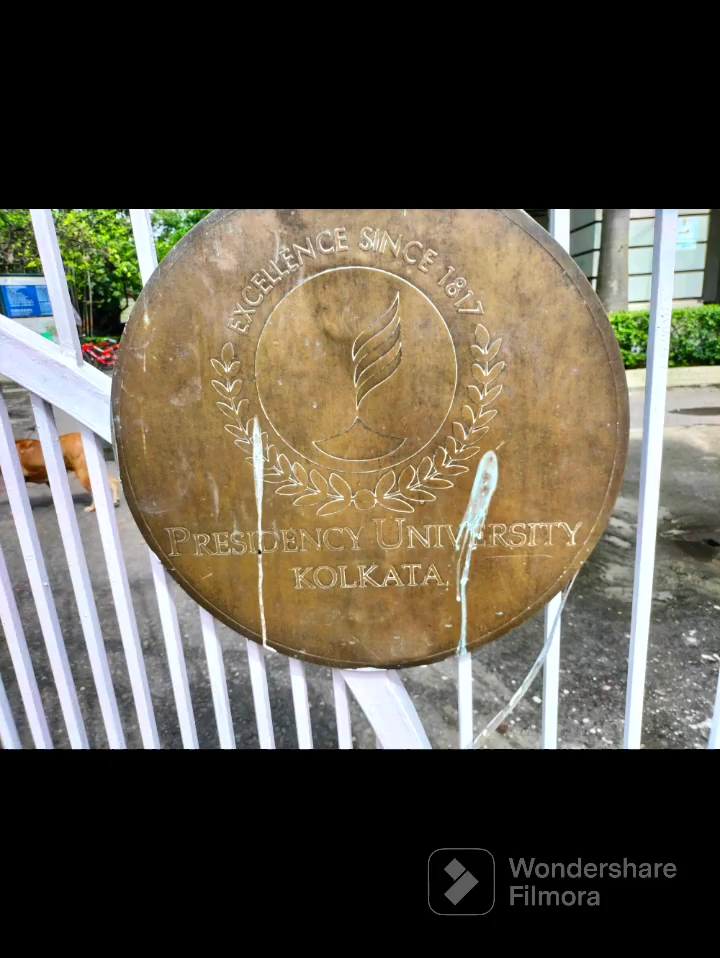 EXCELLENCE SINCE 1817
PRESIDENCY UNIVERSITY
KOLKATA
Wondershare
Filmora